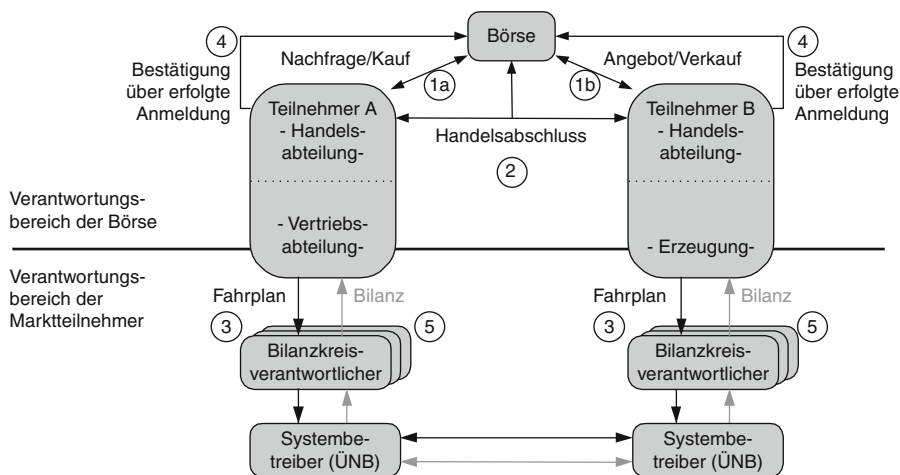 4
Bestätigung
über erfolgte
Anmeldung
Nachfrage/Kauf
1a
Börse
Angebot/Verkauf
1b
4
Bestätigung
über erfolgte
Anmeldung
Teilnehmer A
- Handels-
abteilung-
Handelsabschluss
2
Teilnehmer B
- Handels-
abteilung-
Verantwortungs-
bereich der Börse
- Vertriebs-
abteilung-
- Erzeugung-
Verantwortungs-
bereich der
Marktteilnehmer
Fahrplan
Bilanz
3
5
Bilanzkreis-
verantwortlicher
Systembe-
treiber (ÜNB)
Fahrplan
Bilanz
3
5
Bilanzkreis-
verantwortlicher
Systembe-
treiber (ÜNB)